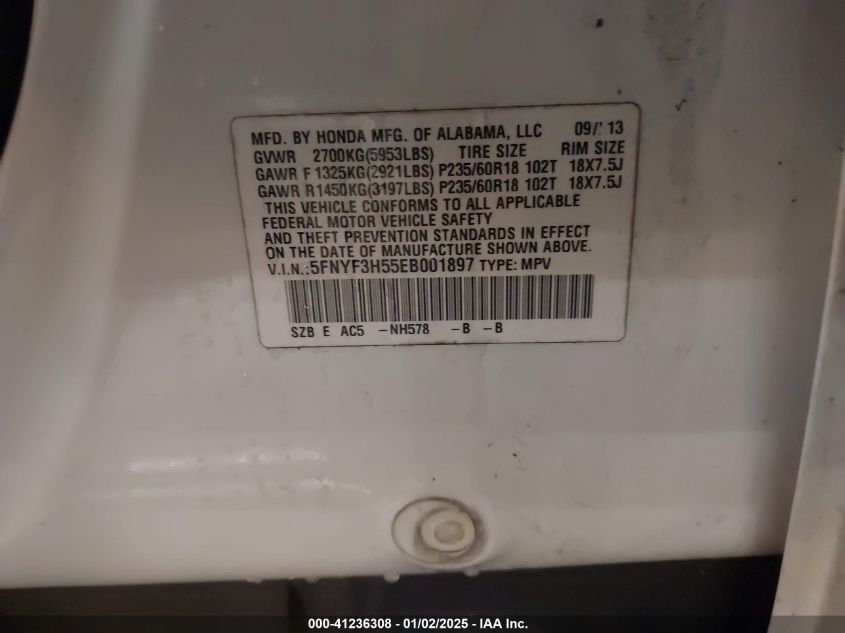 MFD. BY HONDA MFG. OF ALABAMA, LLC 09/13
GVWR 2700KG(5953LBS) TIRE SIZE RIM SIZE
GAWR F 1325KG(2921LBS) P235/60R18 102T 18X7.5J
GAWR R1450KG(3197LBS) P235/60R18 102T 18X7.5J
THIS VEHICLE CONFORMS TO ALL APPLICABLE
FEDERAL MOTOR VEHICLE SAFETY
AND THEFT PREVENTION STANDARDS IN EFFECT
ON THE DATE OF MANUFACTURE SHOWN ABOVE.
V.I.N.:5FNYF3H55EB001897 TYPE: MPV
SZB E AC5 -NH578 -B -B
000-41236308 - 01/02/2025 - IAA Inc.